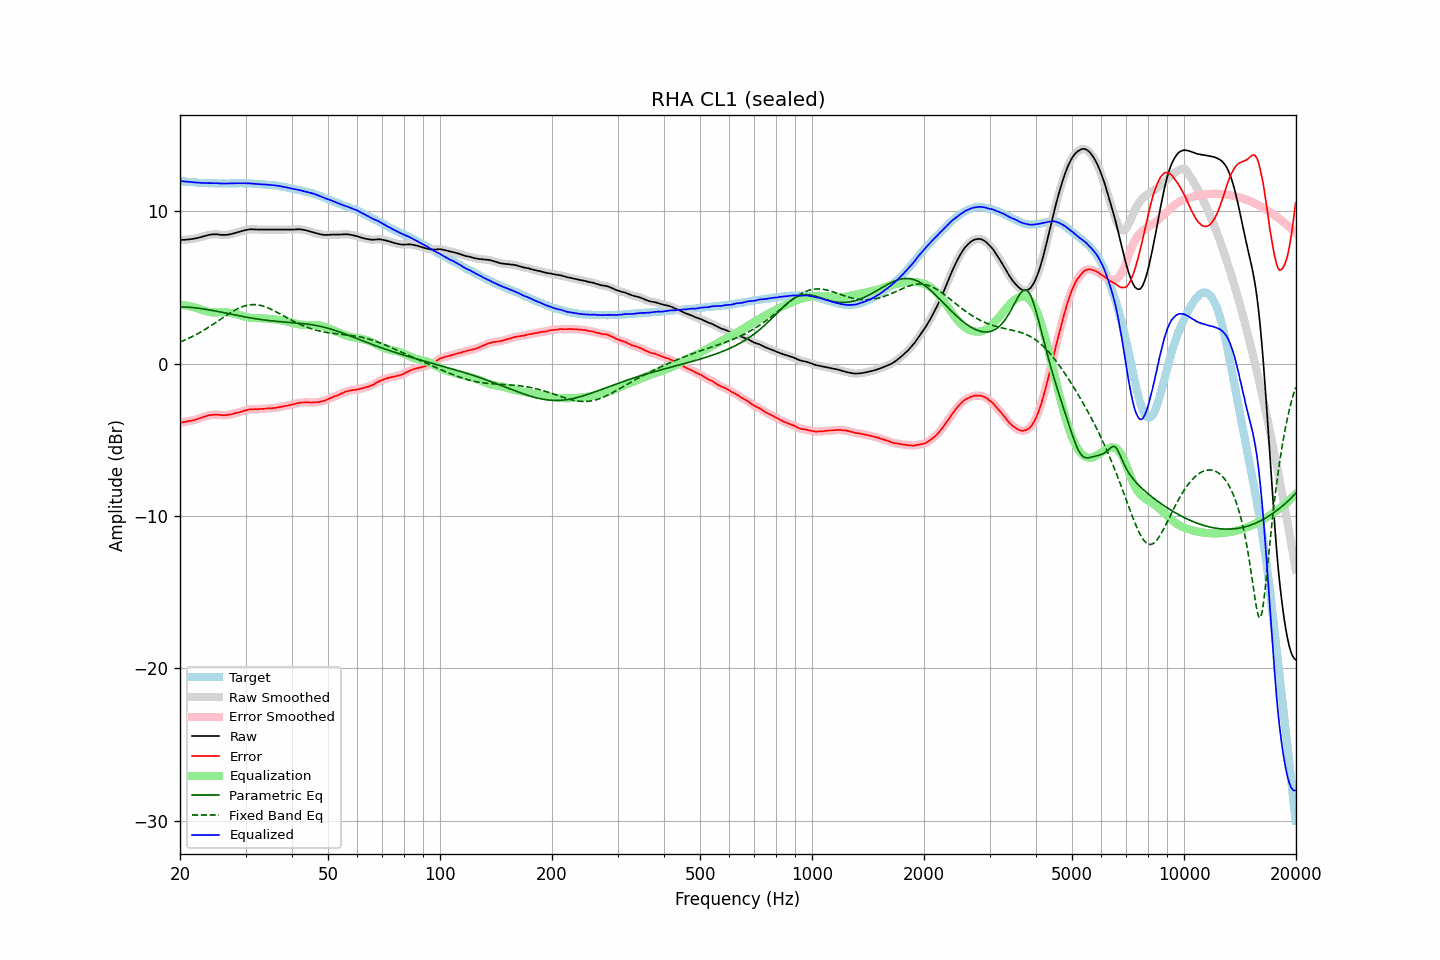 RHA CL1 (sealed)
Amplitude (dBr)
10
0
−10
−20
−30
Target
Raw Smoothed
Error Smoothed
Raw
Error
Equalization
Parametric Eq
Fixed Band Eq
Equalized
20 50 100 200 500 1000 2000 5000 10000 20000
Frequency (Hz)